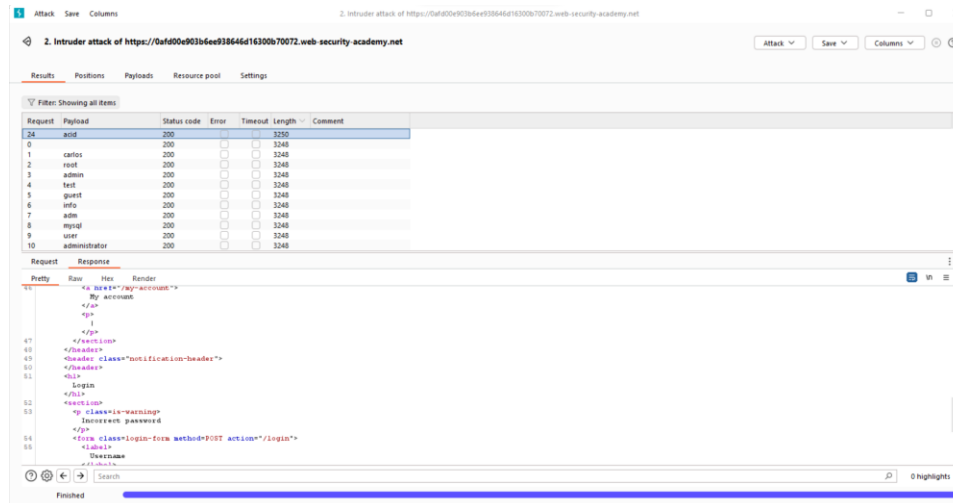 Attack Save Columns 2. Intruder attack of https://0afd00e903b6ee938646d16300b70072.web-security-academy.net
2. Intruder attack of https://0afd00e903b6ee938646d16300b70072.web-security-academy.net Attack Save Columns
Results Positions Payloads Resource pool Settings
Filter: Showing all items
Request Payload Status code Error Timeout Length Comment
24 acid 200 3250
0 200 3248
1 carlos 200 3248
2 root 200 3248
3 admin 200 3248
4 test 200 3248
5 guest 200 3248
6 info 200 3248
7 adm 200 3248
8 mysql 200 3248
9 user 200 3248
10 administrator 200 3248
Request Response
Pretty Raw Hex Render \n
46 <a href="/my-account">
My account
</a>
<p>
|
</p>
47 </section>
48 </header>
49 <header class="notification-header">
50 </header>
51 <h1>
Login
</h1>
52 <section>
53 <p class=is-warning>
Incorrect password
</p>
54 <form class=login-form method=POST action="/login">
55 <label>
Username
</label>
Search 0 highlights
Finished